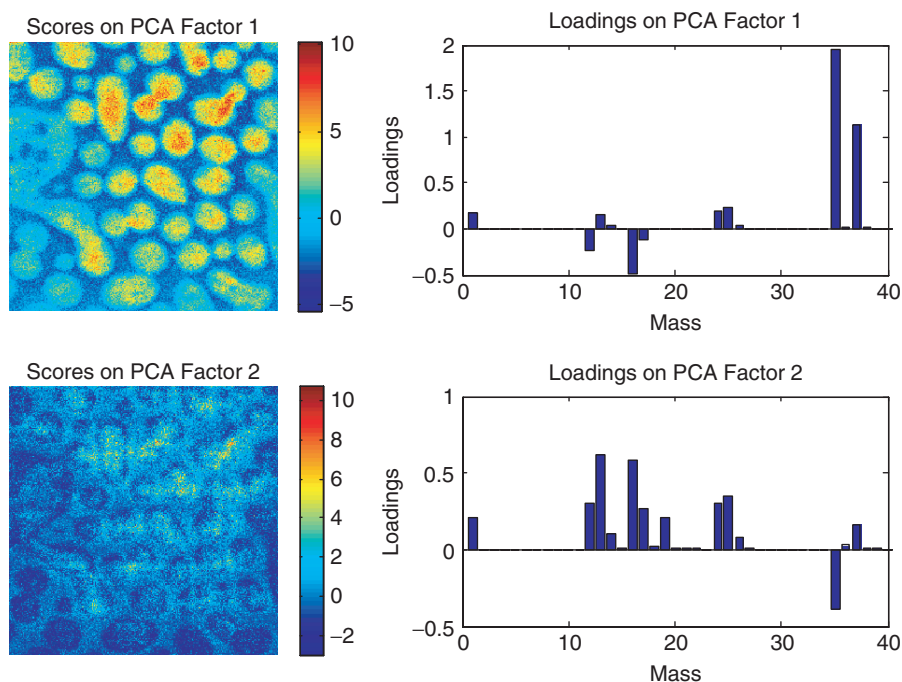 Scores on PCA Factor 1
10
5
0
−5
Loadings on PCA Factor 1
2
1.5
1
0.5
0
−0.5
Loadings
0 10 20 30 40
Mass
Scores on PCA Factor 2
10
8
6
4
2
0
−2
Loadings on PCA Factor 2
1
0.5
0
−0.5
Loadings
0 10 20 30 40
Mass